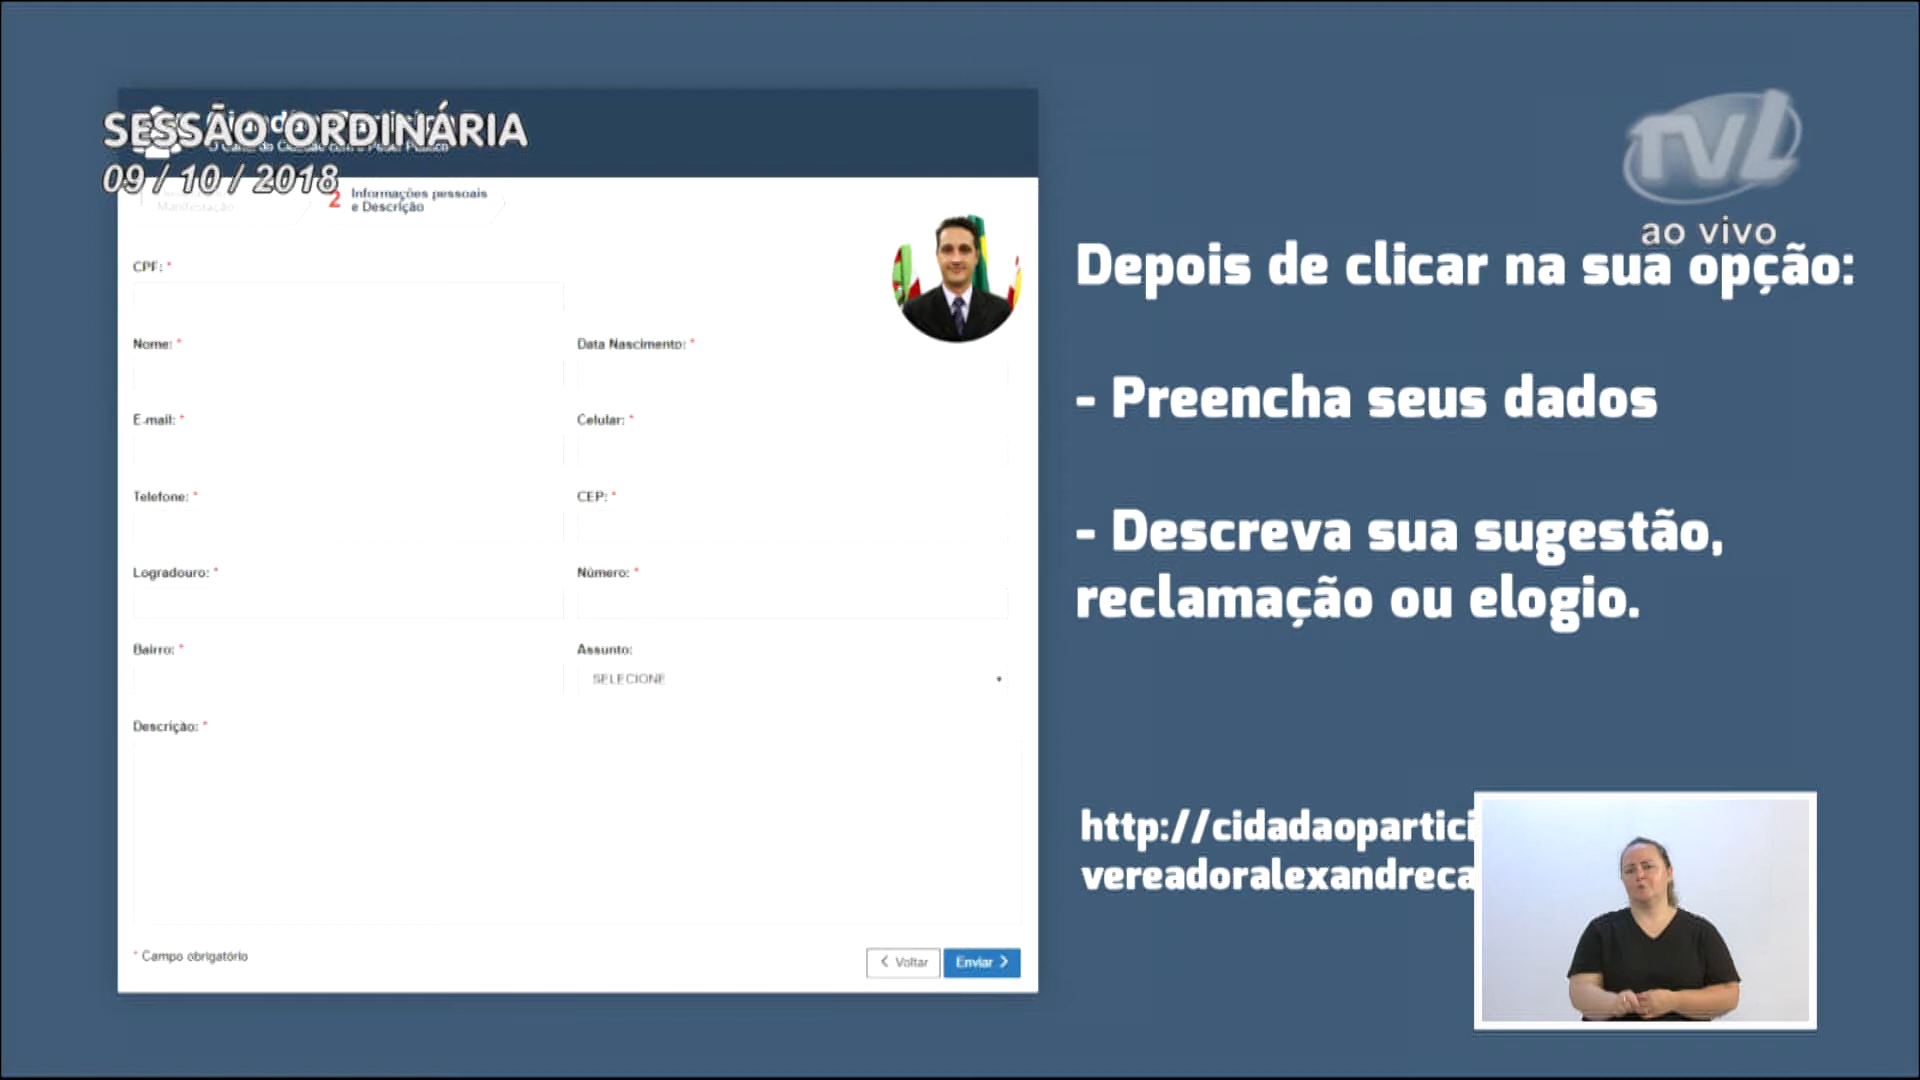 SESSÃO ORDINÁRIA
09 / 10 / 2018
Manifestação
2 Informações pessoais
e Descrição
CPF: *
Nome: *
Data Nascimento: *
E-mail: *
Celular: *
Telefone: *
CEP: *
Logradouro: *
Número: *
Bairro: *
Assunto:
SELECIONE
Descrição: *
* Campo obrigatório
Voltar
Enviar
TVL
ao vivo
Depois de clicar na sua opção:
- Preencha seus dados
- Descreva sua sugestão,
reclamação ou elogio.
http://cidadaopartici
vereadoralexandreca